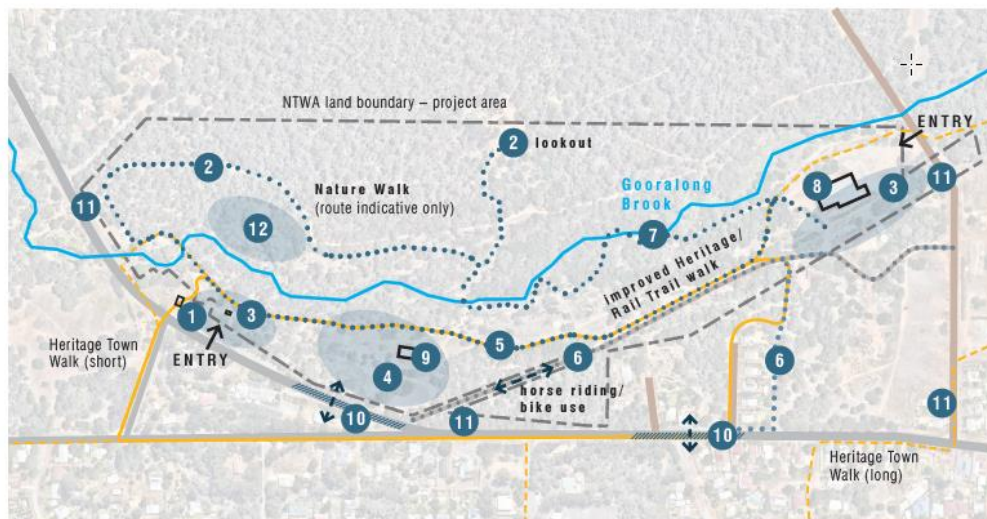 NTWA land boundary – project area
ENTRY
2
lookout
2
Nature Walk
(route indicative only)
Gooralong
Brook
8
3
11
11
12
7
improved Heritage/
Rail Trail walk
1
3
ENTRY
Heritage Town
Walk (short)
5
9
4
6
6
horse riding/
bike use
10
11
11
10
Heritage Town
Walk (long)